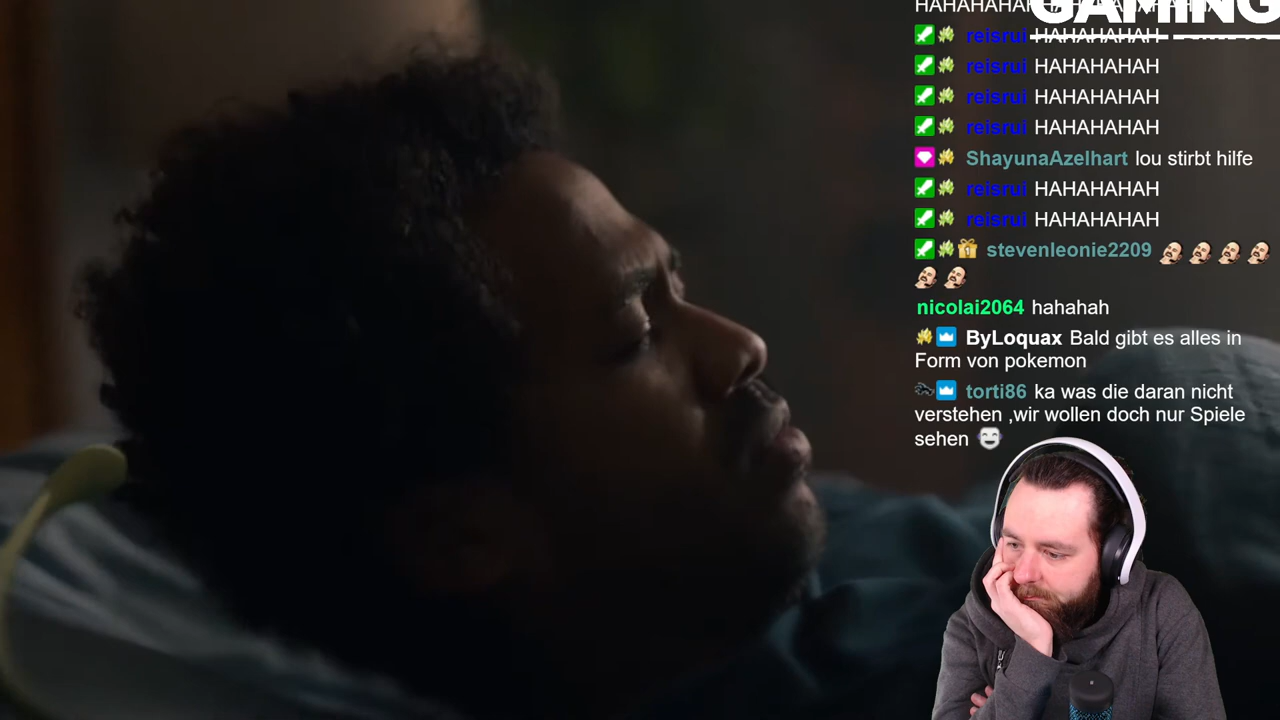 GAMING
reisrui HAHAHAHAH
reisrui HAHAHAHAH
reisrui HAHAHAHAH
reisrui HAHAHAHAH
ShayunaAzelhart lou stirbt hilfe
reisrui HAHAHAHAH
reisrui HAHAHAHAH
stevenleonie2209
nicolai2064 hahahah
ByLoquax Bald gibt es alles in
Form von pokemon
torti86 ka was die daran nicht
verstehen ,wir wollen doch nur Spiele
sehen